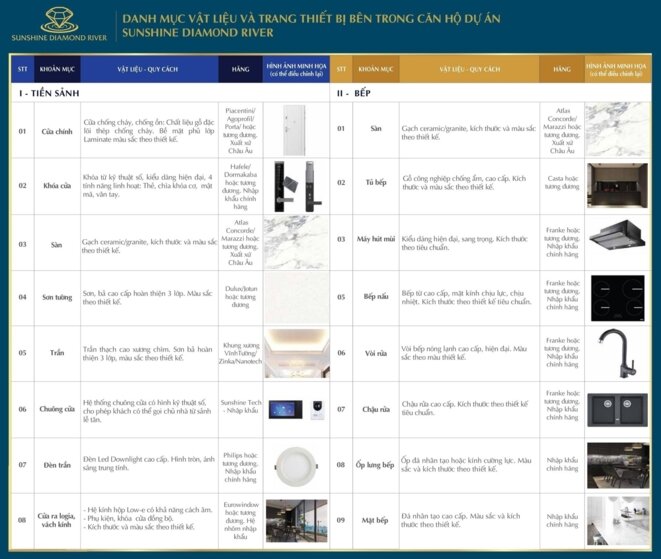 SUNSHINE DIAMOND RIVER
DANH MỤC VẬT LIỆU VÀ TRANG THIẾT BỊ BÊN TRONG CĂN HỘ DỰ ÁN
SUNSHINE DIAMOND RIVER
STT KHOẢN MỤC VẬT LIỆU - QUY CÁCH HÃNG HÌNH ẢNH MINH HỌA
(có thể điều chỉnh lại)
I - TIỀN SẢNH
01 Cửa chính
Cửa chống cháy, chống ồn: Chất liệu gỗ đặc
lõi thép chống cháy. Bề mặt phủ lớp
Laminate màu sắc theo thiết kế.
Piacentini/
Agoprofil/
Porta/ hoặc
tương đương.
Xuất xứ
Châu Âu
02 Khóa cửa
Khóa từ kỹ thuật số, kiểu dáng hiện đại, 4
tính năng linh hoạt: Thẻ, chìa khóa cơ, mật
mã, vân tay.
Hafele/
Dormakaba
hoặc tương
đương. Nhập
khẩu chính
hãng
03 Sàn
Gạch ceramic/granite, kích thước và màu sắc
theo thiết kế.
Atlas
Concorde/
Marazzi hoặc
tương đương.
Xuất xứ
Châu Âu
04 Sơn tường
Sơn, bả cao cấp hoàn thiện 3 lớp. Màu sắc
theo thiết kế.
Dulux/Jotun
hoặc tương
đương
05 Trần
Trần thạch cao xương chìm. Sơn bả hoàn
thiện 3 lớp, màu sắc theo thiết kế.
Khung xương
VĩnhTường/
Zinka/Nanotech
06 Chuông cửa
Hệ thống chuông cửa có hình kỹ thuật số,
cho phép khách có thể gọi chủ nhà từ sảnh
lễ tân.
Sunshine Tech
- Nhập khẩu
07 Đèn trần
Đèn Led Downlight cao cấp. Hình tròn, ánh
sáng trung tính.
Philips hoặc
tương đương.
Nhập khẩu
chính hãng
08 Cửa ra logia,
vách kính
- Hệ kính hộp Low-e có khả năng cách âm.
- Phụ kiện, khóa cửa đồng bộ.
- Kích thước và màu sắc theo thiết kế.
Eurowindow
hoặc tương
đương. Hệ
nhôm nhập
khẩu
STT KHOẢN MỤC VẬT LIỆU - QUY CÁCH HÃNG HÌNH ẢNH MINH HỌA
(có thể điều chỉnh lại)
II - BẾP
01 Sàn
Gạch ceramic/granite, kích thước và màu sắc
theo thiết kế.
Atlas
Concorde/
Marazzi hoặc
tương đương.
Xuất xứ
Châu Âu
02 Tủ bếp
Gỗ công nghiệp chống ẩm, cao cấp. Kích
thước và màu sắc theo thiết kế.
Casta hoặc
tương đương
03 Máy hút mùi
Kiểu dáng hiện đại, sang trọng. Kích thước
theo tiêu chuẩn.
Franke hoặc
tương đương.
Nhập khẩu
chính hãng
05 Bếp nấu
Bếp từ cao cấp, mặt kính chịu lực, chịu
nhiệt. Kích thước theo thiết kế tiêu chuẩn.
Franke hoặc
tương đương.
Nhập khẩu
chính hãng
06 Vòi rửa
Vòi bếp nóng lạnh cao cấp, hiện đại. Màu
sắc theo màu thiết kế.
Franke hoặc
tương đương.
Nhập khẩu
chính hãng
07 Chậu rửa
Chậu rửa cao cấp. Kích thước theo thiết kế
tiêu chuẩn.
Franke hoặc
tương đương.
Nhập khẩu
chính hãng
08 Ốp lưng bếp
Ốp đá nhân tạo hoặc kính cường lực. Màu
sắc và kích thước theo thiết kế.
Nhập khẩu
chính hãng
09 Mặt bếp
Đá nhân tạo cao cấp. Màu sắc và kích
thước theo thiết kế.
Nhập khẩu
chính hãng